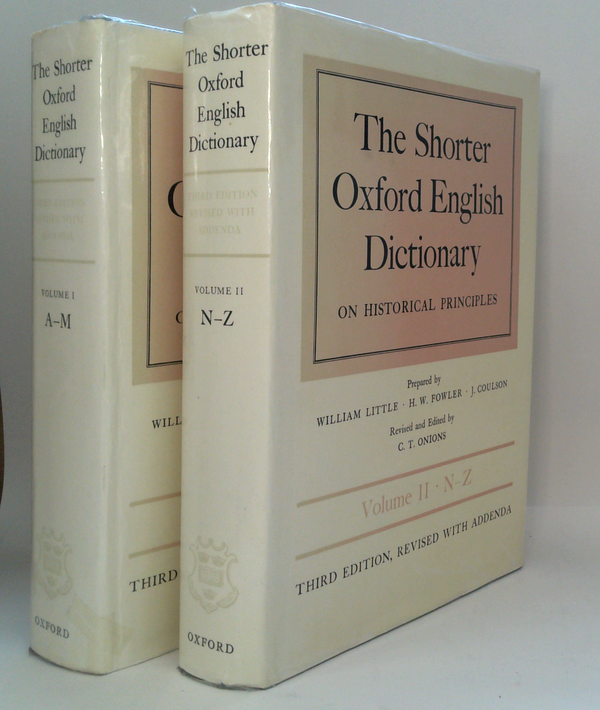 The Shorter
Oxford
English
Dictionary
VOLUME I
A–M
OXFORD
WILL
THIRD
The Shorter
Oxford
English
Dictionary
THIRD EDITION
REVISED WITH
ADDENDA
VOLUME II
N–Z
OXFORD
The Shorter
Oxford English
Dictionary
ON HISTORICAL PRINCIPLES
Prepared by
WILLIAM LITTLE · H. W. FOWLER · J. COULSON
Revised and Edited by
C. T. ONIONS
Volume II · N–Z
THIRD EDITION, REVISED WITH ADDENDA